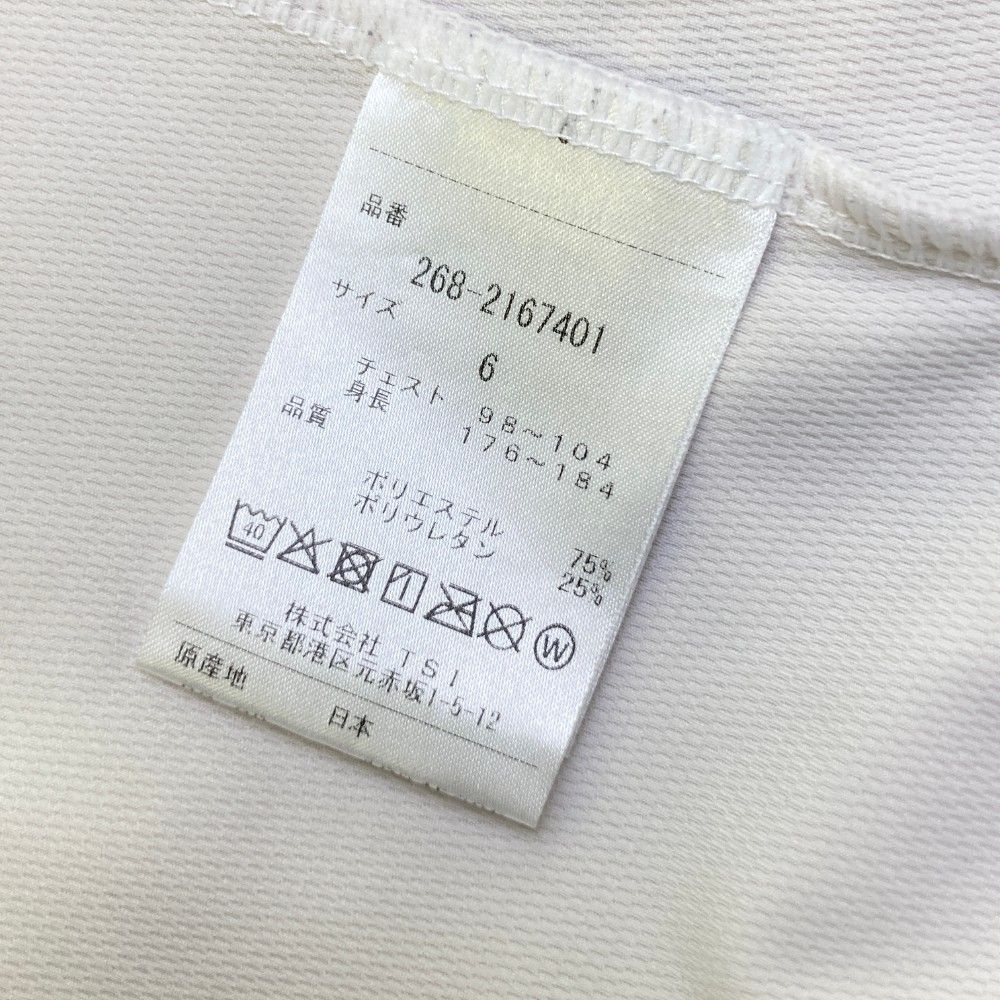 品番
268-2167401
サイズ
6
チェスト 98～104
身長 176～184
品質
ポリエステル 75%
ポリウレタン 25%
40
W
株式会社 TSI
東京都港区元赤坂1-5-12
原産地
日本